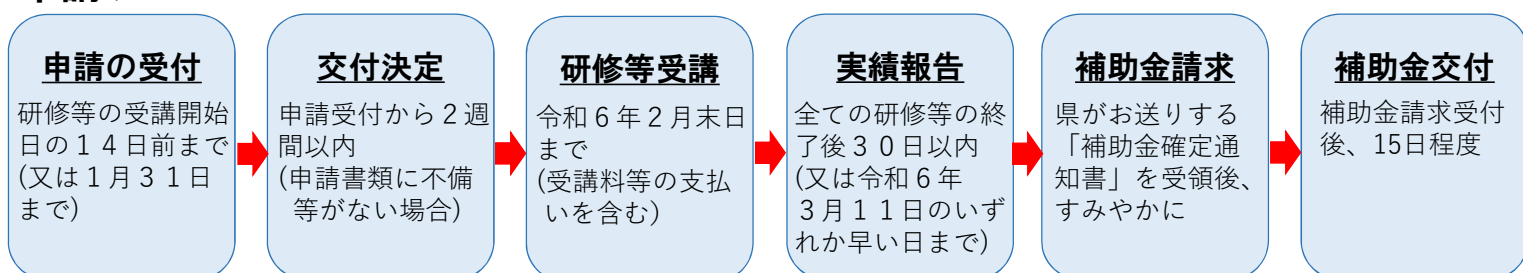 申請の受付
研修等の受講開始
日の１４日前まで
(又は１月３１日
まで)
交付決定
申請受付から２週
間以内
(申請書類に不備
等がない場合)
研修等受講
令和６年２月末日
まで
(受講料等の支払
いを含む)
実績報告
全ての研修等の終
了後３０日以内
(又は令和６年
３月１１日のいず
れか早い日まで)
補助金請求
県がお送りする
「補助金確定通
知書」を受領後、
すみやかに
補助金交付
補助金請求受付
後、15日程度